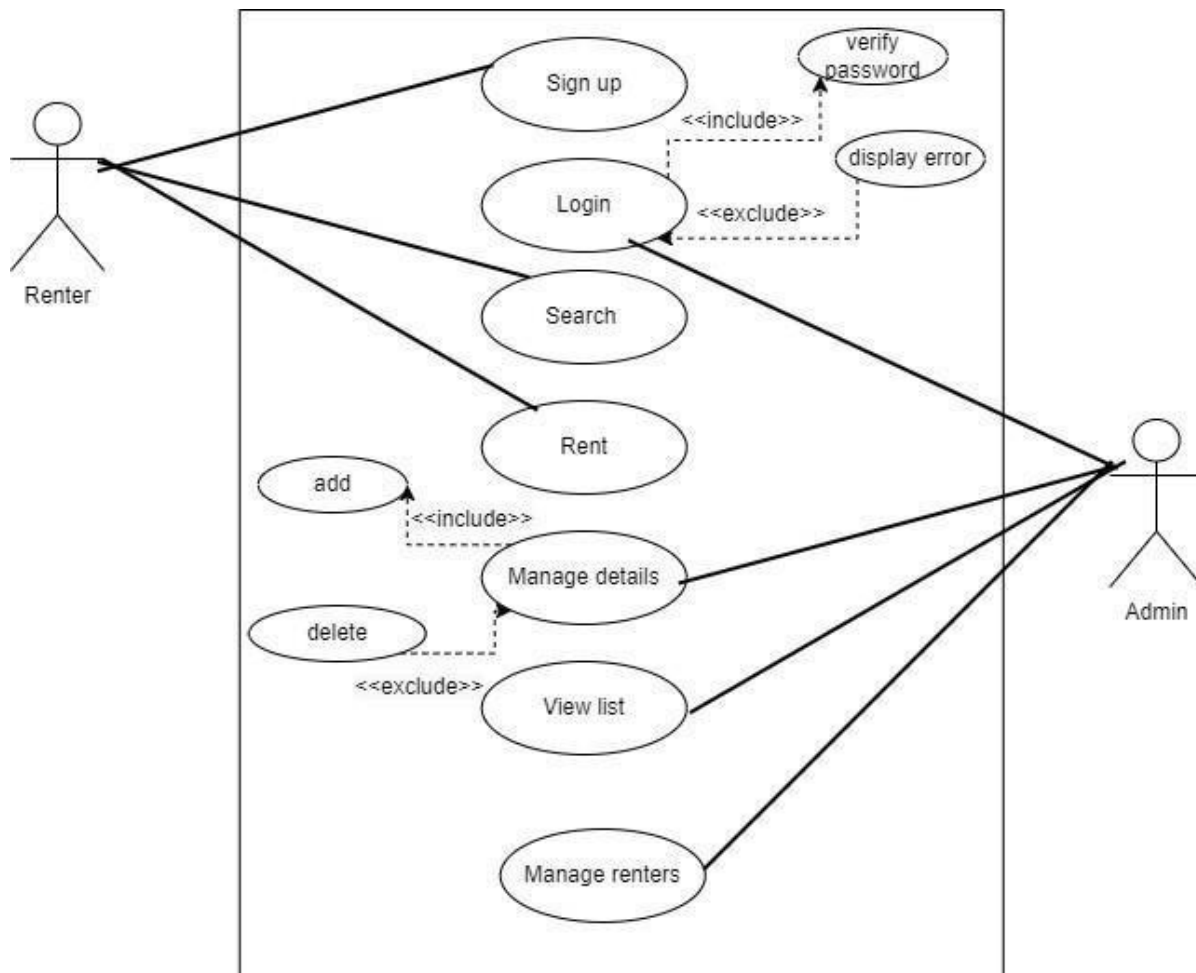 verify
password
Sign up
<<include>>
display error
Login
<<exclude>>
Renter
Search
Rent
add
<<include>>
Manage details
Admin
delete
<<exclude>>
View list
Manage renters